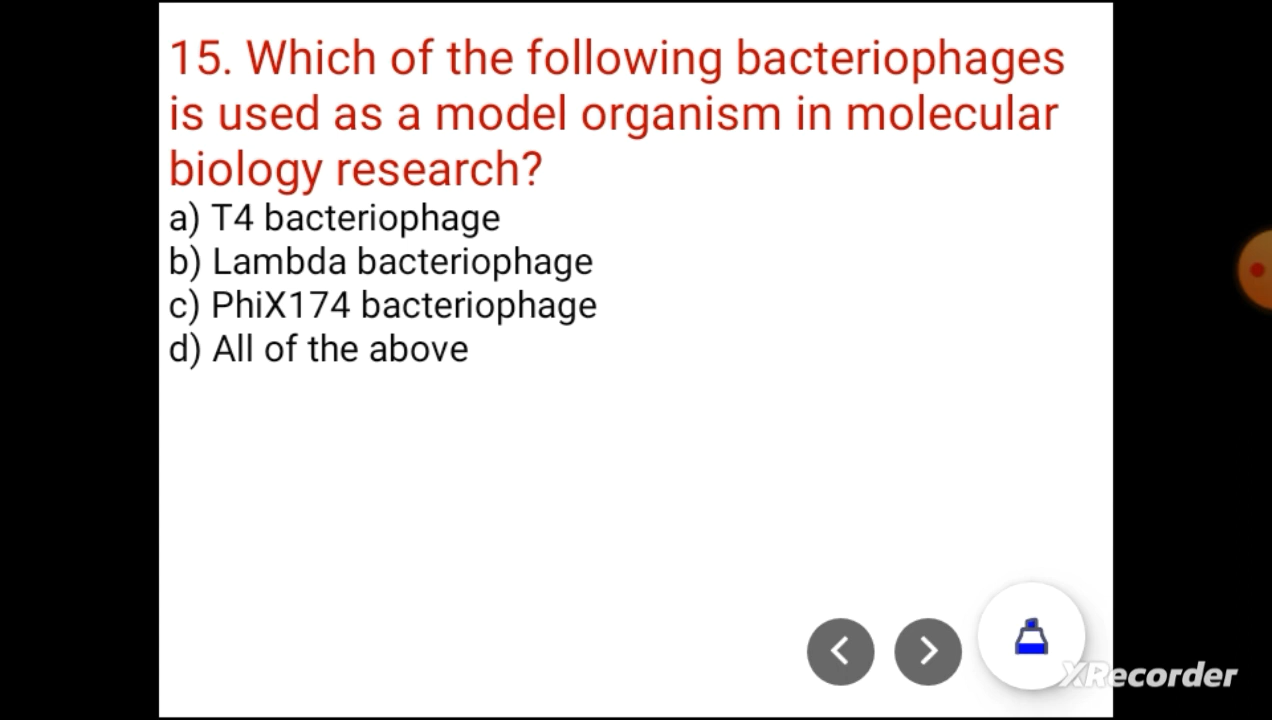 15. Which of the following bacteriophages
is used as a model organism in molecular
biology research?
a) T4 bacteriophage
b) Lambda bacteriophage
c) PhiX174 bacteriophage
d) All of the above
XRecorder